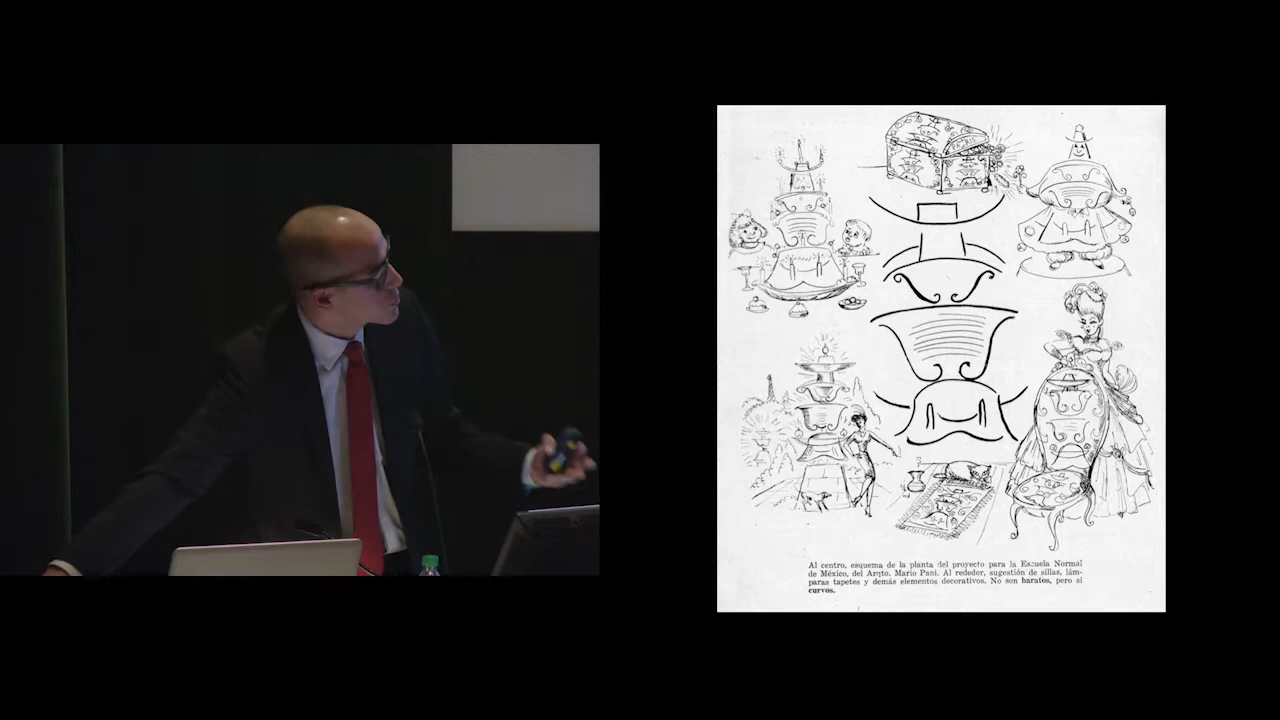 Al centro, esquema de la planta del proyecto para la Escuela Normal
de México, del Arqto. Mario Pani. Al rededor, sugestión de sillas, lám-
paras tapetes y demás elementos decorativos. No son baratos, pero sí
curvos.